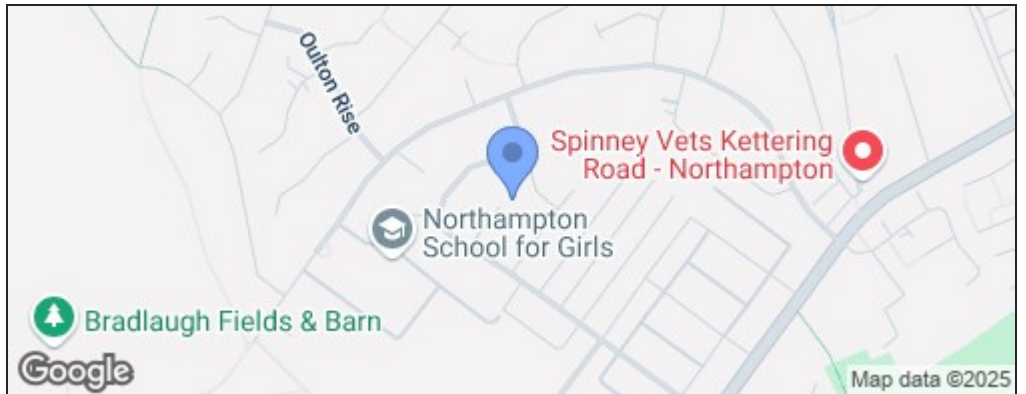 Oulton Rise
Spinney Vets Kettering
Road - Northampton
Northampton
School for Girls
Bradlaugh Fields & Barn
Google
Map data ©2025